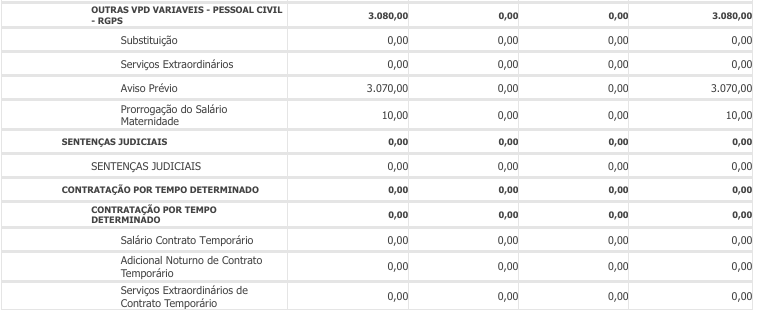 OUTRAS VPD VARIAVEIS - PESSOAL CIVIL
- RGPS 3.080,00 0,00 0,00 3.080,00
Substituição 0,00 0,00 0,00 0,00
Serviços Extraordinários 0,00 0,00 0,00 0,00
Aviso Prévio 3.070,00 0,00 0,00 3.070,00
Prorrogação do Salário
Maternidade 10,00 0,00 0,00 10,00
SENTENÇAS JUDICIAIS 0,00 0,00 0,00 0,00
SENTENÇAS JUDICIAIS 0,00 0,00 0,00 0,00
CONTRATAÇÃO POR TEMPO DETERMINADO 0,00 0,00 0,00 0,00
CONTRATAÇÃO POR TEMPO
DETERMINADO 0,00 0,00 0,00 0,00
Salário Contrato Temporário 0,00 0,00 0,00 0,00
Adicional Noturno de Contrato
Temporário 0,00 0,00 0,00 0,00
Serviços Extraordinários de
Contrato Temporário 0,00 0,00 0,00 0,00